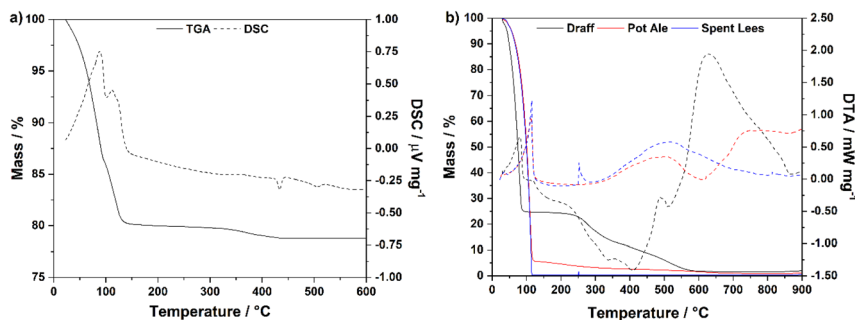 a)
TGA DSC
100
95
90
85
80
75
Mass / %
0 100 200 300 400 500 600
Temperature / °C
1.00
0.75
0.50
0.25
0.00
-0.25
-0.50
-0.75
-1.00
DSC / μV mg⁻¹
b)
Draff Pot Ale Spent Lees
100
90
80
70
60
50
40
30
20
10
0
Mass / %
0 100 200 300 400 500 600 700 800 900
Temperature / °C
2.50
2.00
1.50
1.00
0.50
0.00
-0.50
-1.00
-1.50
DTA / mW mg⁻¹